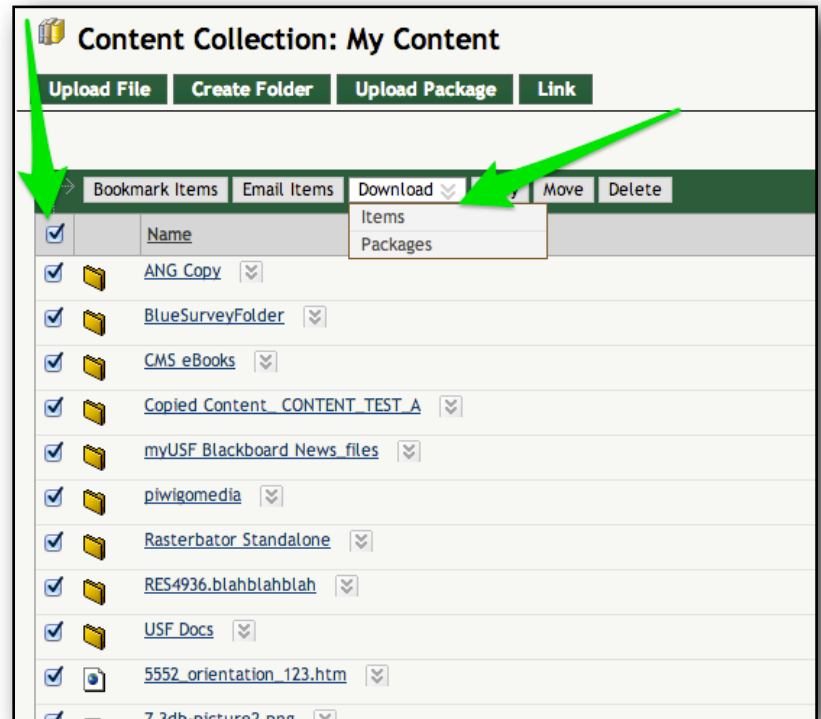 Content Collection: My Content
Upload File Create Folder Upload Package Link
Bookmark Items Email Items Download Move Delete
Items
Name
Packages
ANG Copy
BlueSurveyFolder
CMS eBooks
Copied Content_ CONTENT_TEST_A
myUSF Blackboard News_files
piwigomedia
Rasterbator Standalone
RES4936.blahblahblah
USF Docs
5552_orientation_123.htm